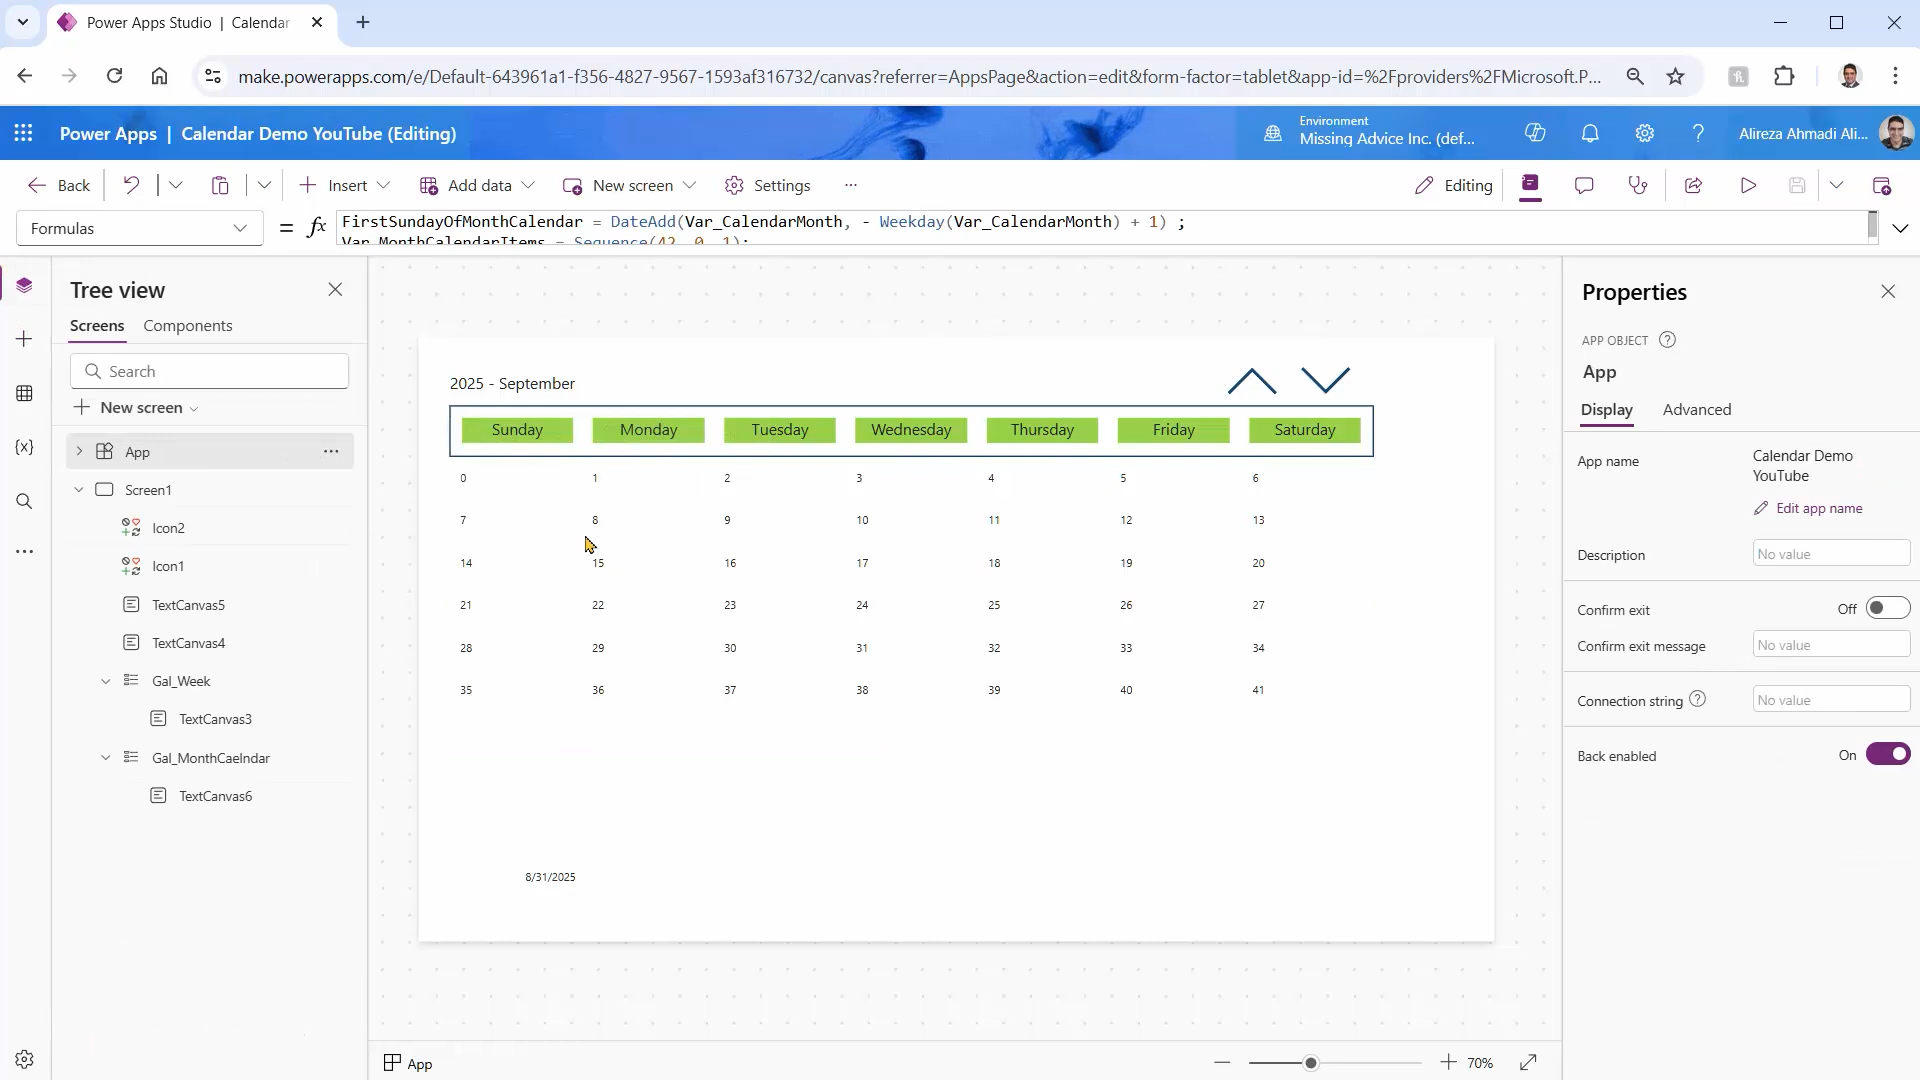 Power Apps Studio | Calendar
make.powerapps.com/e/Default-643961a1-f356-4827-9567-1593af316732/canvas?referrer=AppsPage&action=edit&form-factor=tablet&app-id=%2Fproviders%2FMicrosoft.P...
Power Apps | Calendar Demo YouTube (Editing)
Environment
Missing Advice Inc. (def...
Alireza Ahmadi Ali...
Back
Insert
Add data
New screen
Settings
Editing
Formulas
= fx
FirstSundayOfMonthCalendar = DateAdd(Var_CalendarMonth, - Weekday(Var_CalendarMonth) + 1) ;
Var_MonthCalendarItems = Sequence(42, 0, 1);
Tree view
Screens
Components
Search
New screen
App
Screen1
Icon2
Icon1
TextCanvas5
TextCanvas4
Gal_Week
TextCanvas3
Gal_MonthCaelndar
TextCanvas6
2025 - September
Sunday Monday Tuesday Wednesday Thursday Friday Saturday
0 1 2 3 4 5 6
7 8 9 10 11 12 13
14 15 16 17 18 19 20
21 22 23 24 25 26 27
28 29 30 31 32 33 34
35 36 37 38 39 40 41
8/31/2025
App
70%
Properties
APP OBJECT
App
Display
Advanced
App name
Calendar Demo
YouTube
Edit app name
Description
No value
Confirm exit
Off
Confirm exit message
No value
Connection string
No value
Back enabled
On